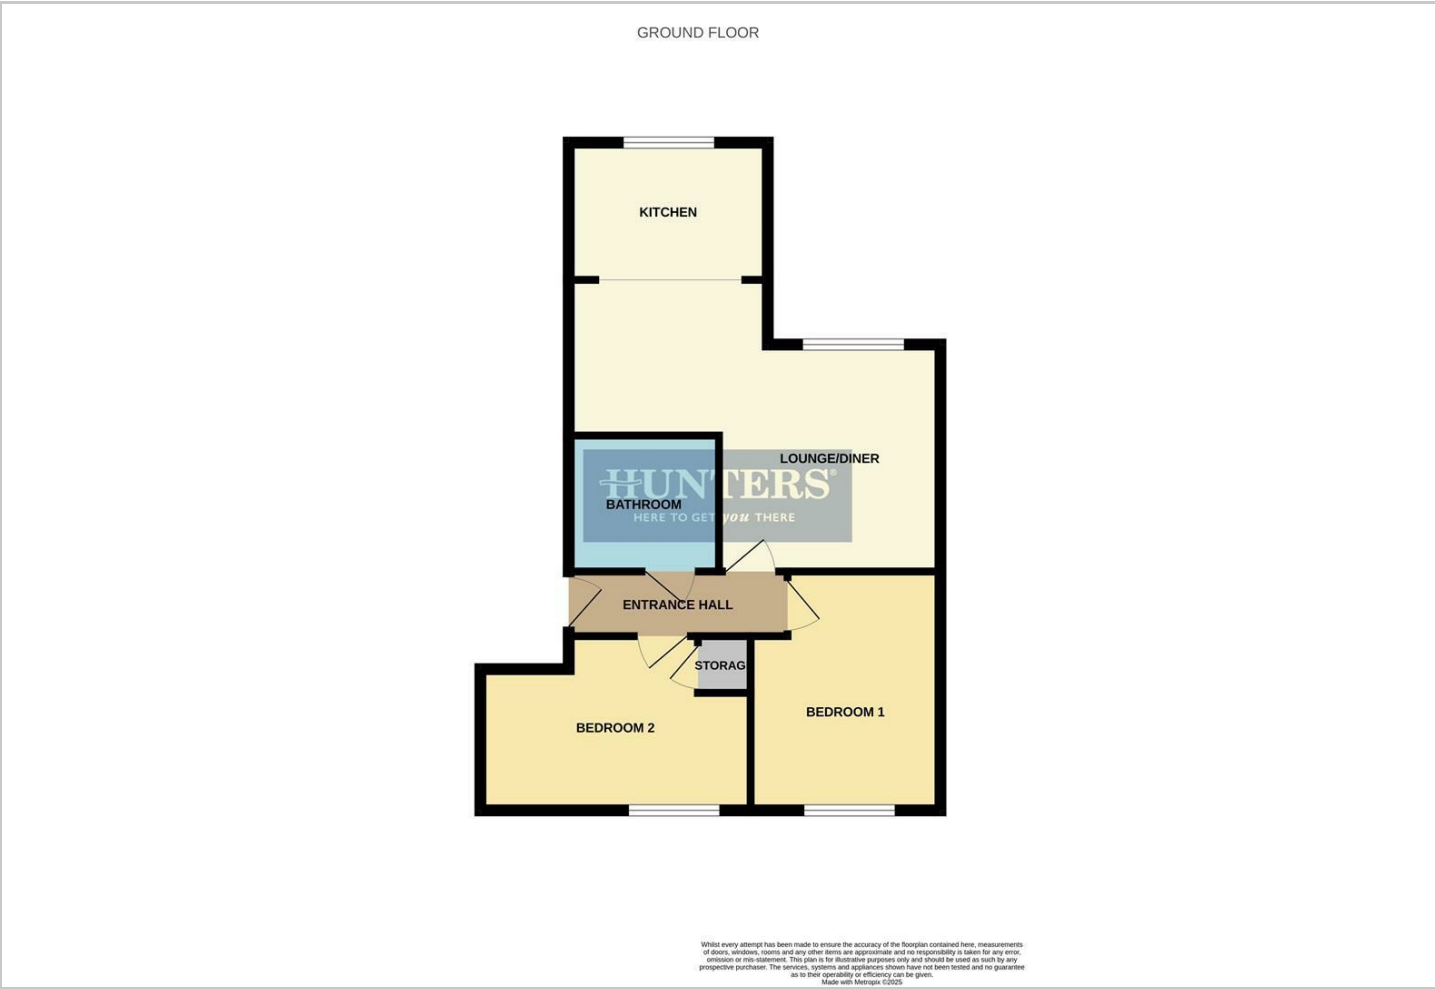 GROUND FLOOR
KITCHEN
LOUNGE/DINER
HUNTERS®
BATHROOM
HERE TO GET you THERE
ENTRANCE HALL
STORAG
BEDROOM 1
BEDROOM 2
Whilst every attempt has been made to ensure the accuracy of the floorplan contained here, measurements
of doors, windows, rooms and any other items are approximate and no responsibility is taken for any error,
omission or mis-statement. This plan is for illustrative purposes only and should be used as such by any
prospective purchaser. The services, systems and appliances shown have not been tested and no guarantee
as to their operability or efficiency can be given.
Made with Metropix ©2025